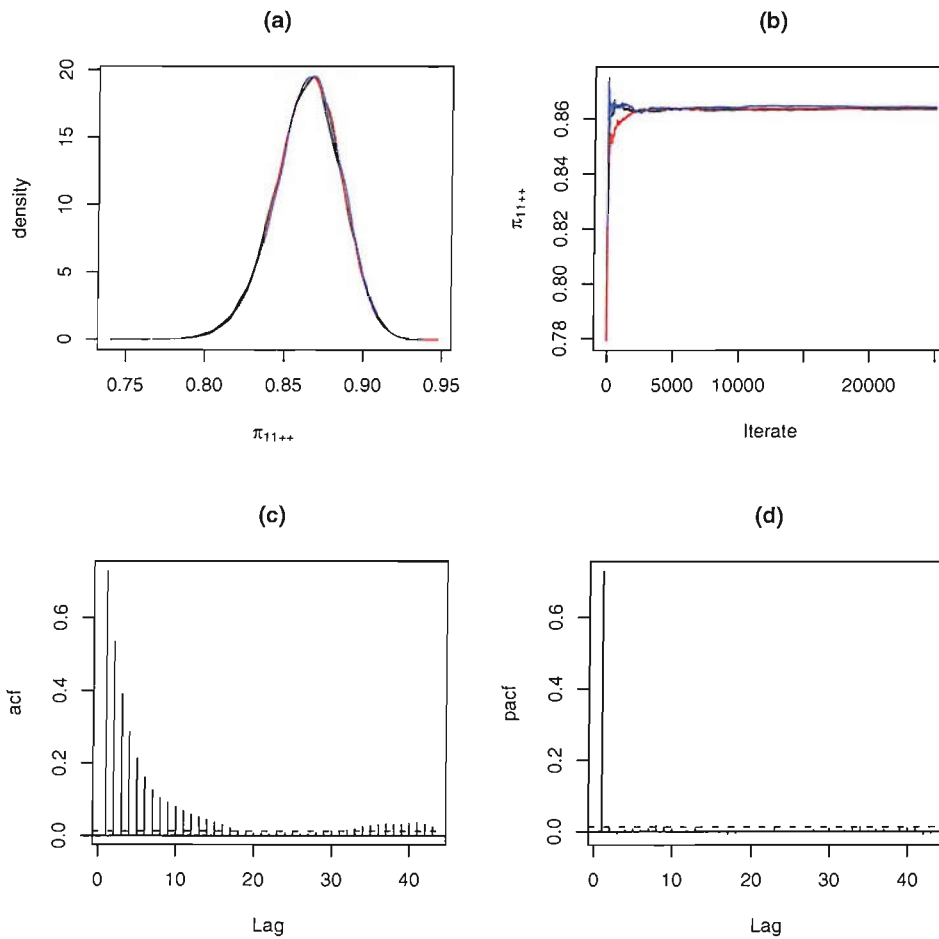 (a)
density
0 5 10 15 20
0.75 0.80 0.85 0.90 0.95
π11++
(b)
π11++
0.78 0.80 0.82 0.84 0.86
0 5000 10000 20000
Iterate
(c)
acf
0.0 0.2 0.4 0.6
0 10 20 30 40
Lag
(d)
pacf
0.0 0.2 0.4 0.6
0 10 20 30 40
Lag